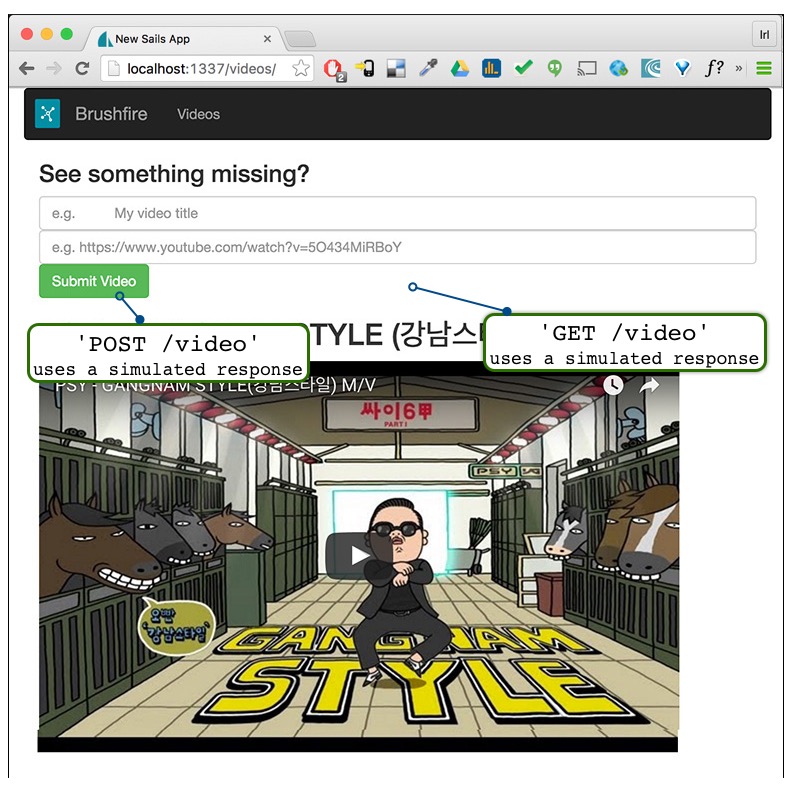 New Sails App
Irl
localhost:1337/videos/
2
f?
»
Brushfire
Videos
See something missing?
e.g. My video title
e.g. https://www.youtube.com/watch?v=5O434MiRBoY
Submit Video
TYLE (강남스
'POST /video'
uses a simulated response
'GET /video'
uses a simulated response
PSY - GANGNAM STYLE(강남스타일) M/V
싸이6甲
PART 1
PSY
오빤
'강남스타일'
GANGNAM
STYLE